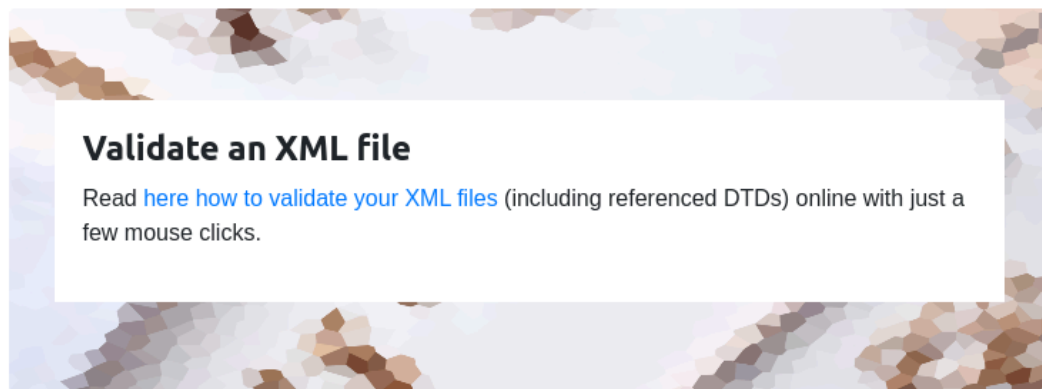 Validate an XML file
Read here how to validate your XML files (including referenced DTDs) online with just a
few mouse clicks.